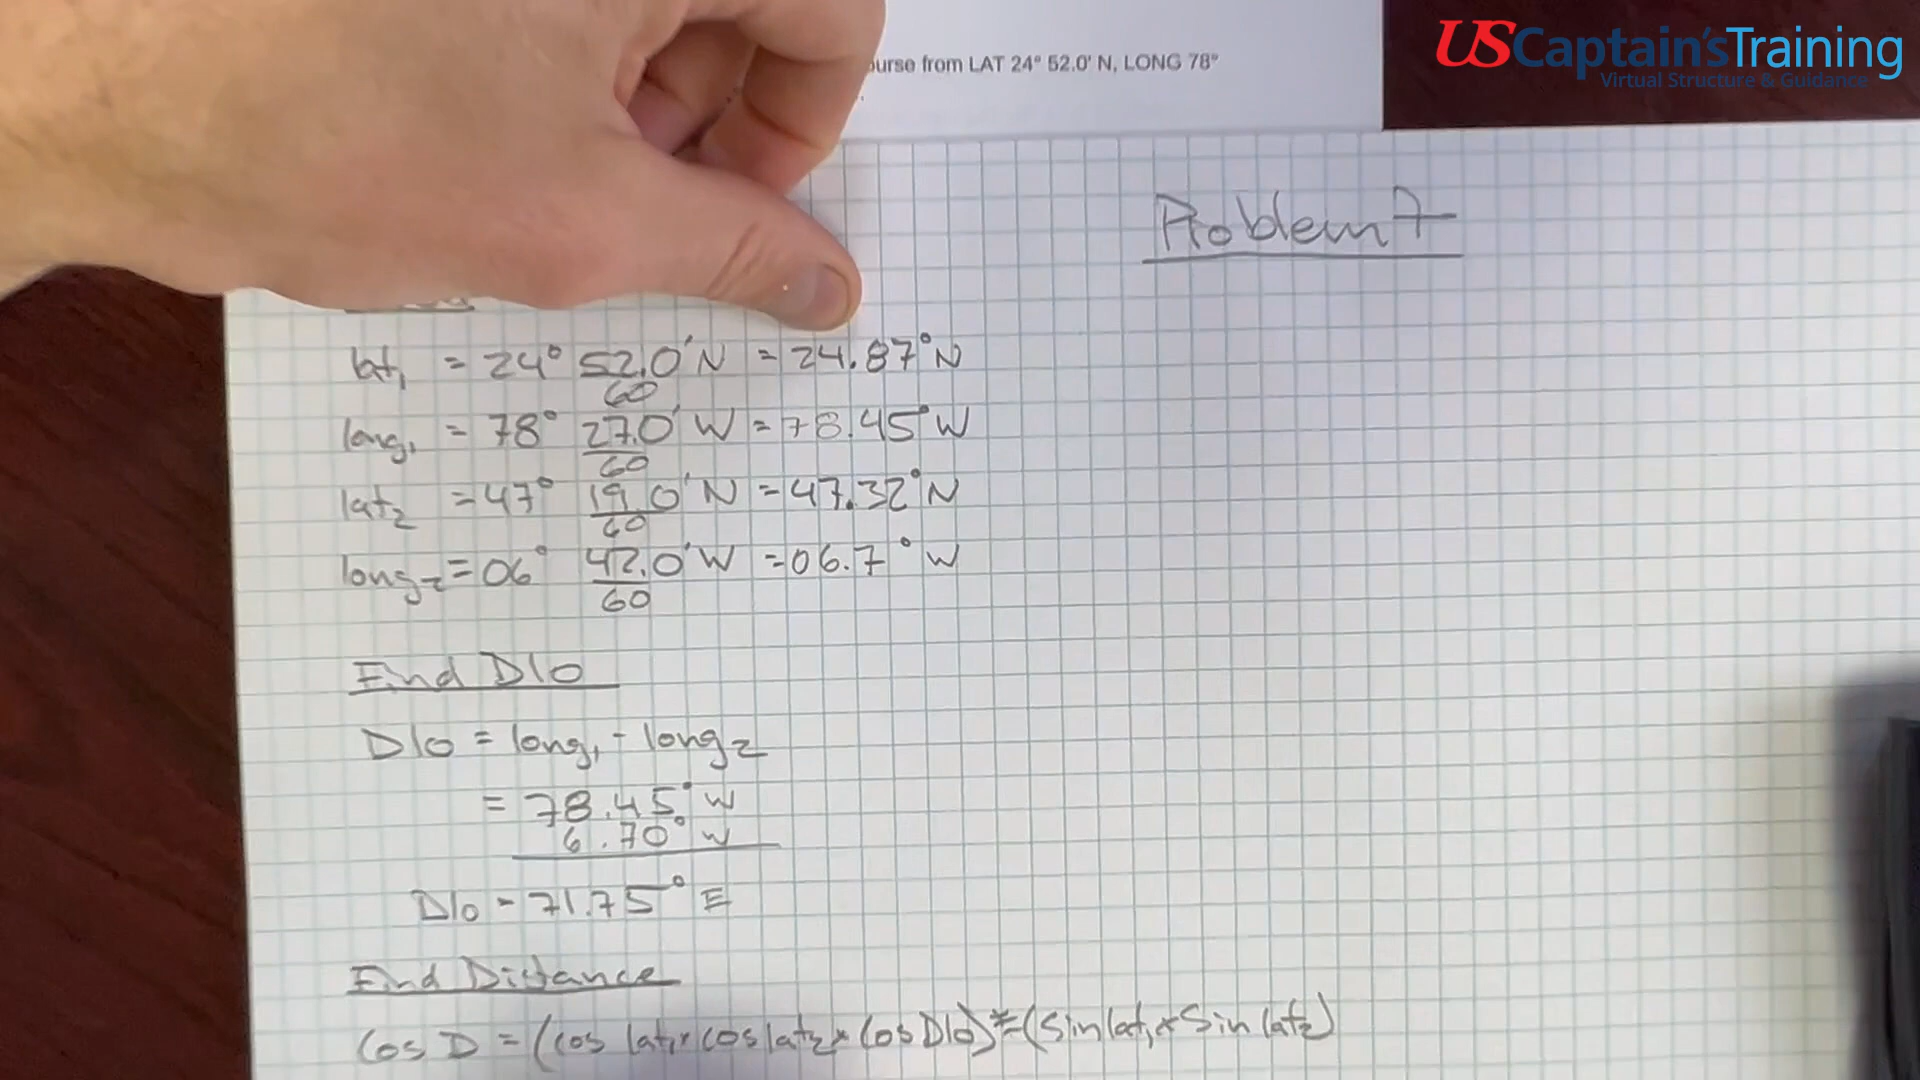 USCaptain'sTraining
Virtual Structure & Guidance
ourse from LAT 24° 52.0' N, LONG 78°
Problem 7
lat₁ = 24° 52.0'/60 N = 24.87° N
long₁ = 78° 27.0'/60 W = 78.45° W
lat₂ = 47° 19.0'/60 N = 47.32° N
long₂ = 06° 42.0'/60 W = 06.7° W
Find Dlo
Dlo = long₁ - long₂
= 78.45° W
6.70° W
Dlo = 71.75° E
Find Distance
Cos D = (cos lat₁ × cos lat₂ × Cos Dlo) ± (Sin lat₁ × Sin lat₂)